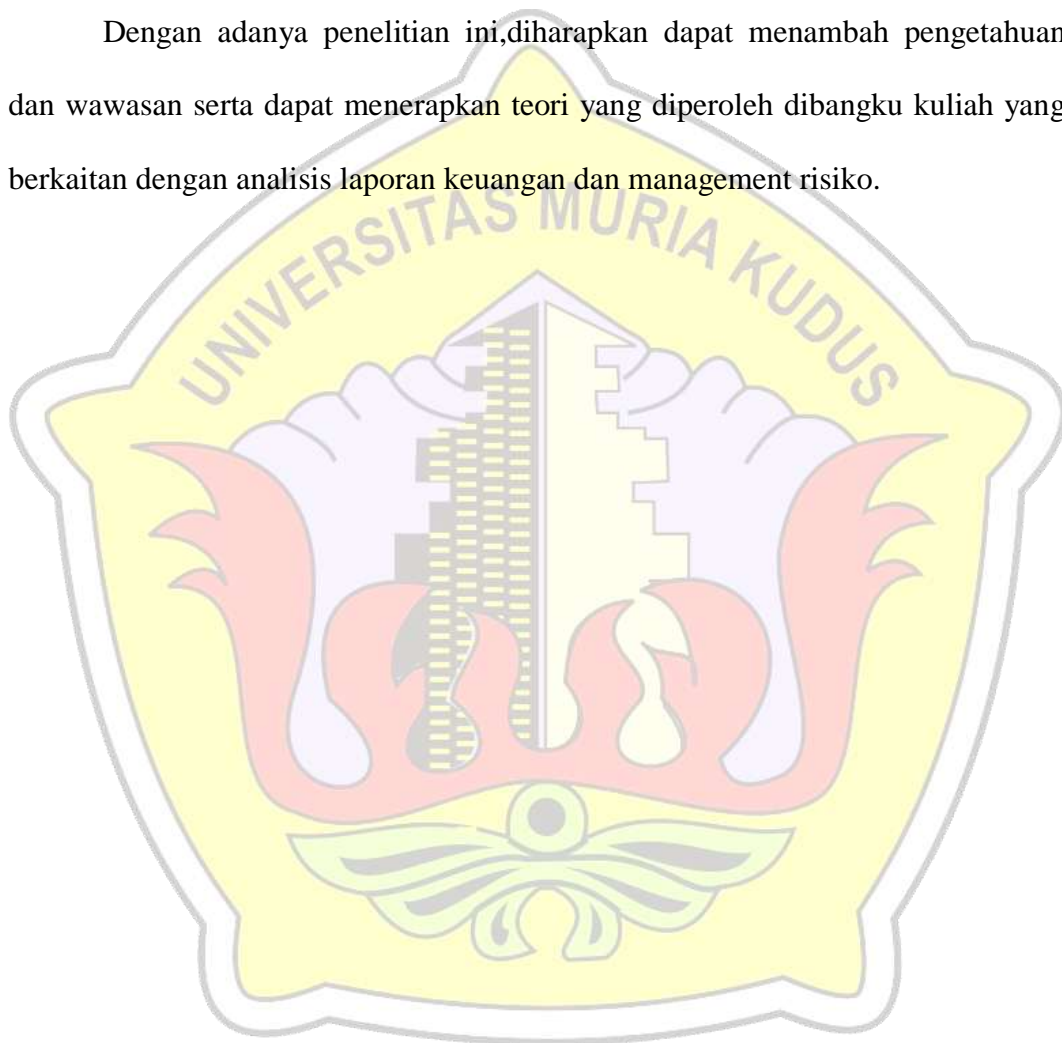 Dengan adanya penelitian ini,diharapkan dapat menambah pengetahuan
dan wawasan serta dapat menerapkan teori yang diperoleh dibangku kuliah yang
berkaitan dengan analisis laporan keuangan dan management risiko.
UNIVERSITAS MURIA KUDUS